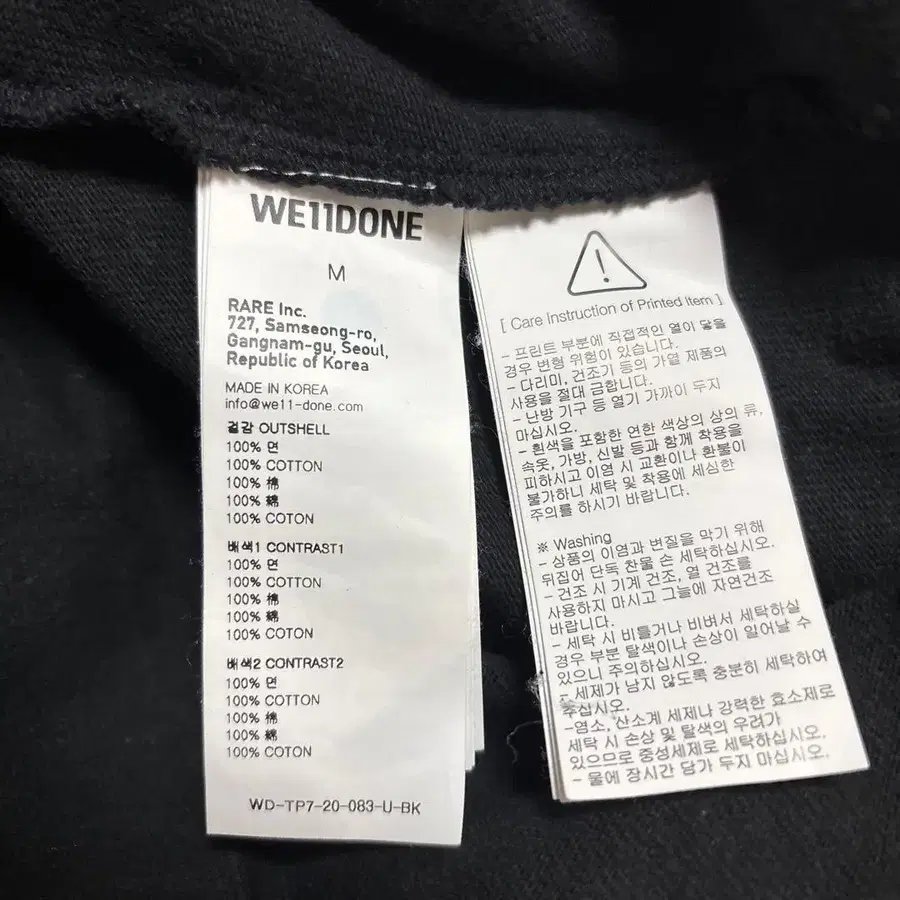 WE11DONE
M
RARE Inc.
727, Samseong-ro,
Gangnam-gu, Seoul,
Republic of Korea
MADE IN KOREA
info@we11-done.com
겉감 OUTSHELL
100% 면
100% COTTON
100% 棉
100% 綿
100% COTON
배색1 CONTRAST1
100% 면
100% COTTON
100% 棉
100% 綿
100% COTON
배색2 CONTRAST2
100% 면
100% COTTON
100% 棉
100% 綿
100% COTON
WD-TP7-20-083-U-BK
!
[ Care Instruction of Printed Item ]
- 프린트 부분에 직접적인 열이 닿을
경우 변형 위험이 있습니다.
- 다리미, 건조기 등의 가열 제품의
사용을 절대 금합니다.
- 난방 기구 등 열기 가까이 두지
마십시오.
- 흰색을 포함한 연한 색상의 상의 류,
속옷, 가방, 신발 등과 함께 착용을
피하시고 이염 시 교환이나 환불이
불가하니 세탁 및 착용에 세심한
주의를 하시기 바랍니다.
※ Washing
- 상품의 이염과 변질을 막기 위해
뒤집어 단독 찬물 손 세탁하십시오.
- 건조 시 기계 건조, 열 건조를
사용하지 마시고 그늘에 자연건조
바랍니다.
- 세탁 시 비틀거나 비벼서 세탁하실
경우 부분 탈색이나 손상이 일어날 수
있으니 주의하십시오.
- 세제가 남지 않도록 충분히 세탁하여
주십시오.
-염소, 산소계 세제나 강력한 효소제로
세탁 시 손상 및 탈색의 우려가
있으므로 중성세제로 세탁하십시오.
- 물에 장시간 담가 두지 마십시오.